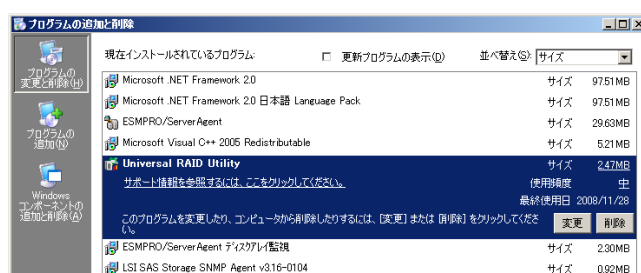 プログラムの追加と削除
プログラムの
変更と削除(H)
プログラムの
追加(N)
Windows
コンポーネントの
追加と削除(A)
現在インストールされているプログラム:
更新プログラムの表示(D)
並べ替え(S): サイズ
Microsoft .NET Framework 2.0 サイズ 97.51MB
Microsoft .NET Framework 2.0 日本語 Language Pack サイズ 97.51MB
ESMPRO/ServerAgent サイズ 29.63MB
Microsoft Visual C++ 2005 Redistributable サイズ 5.21MB
Universal RAID Utility サイズ 2.47MB
サポート情報を参照するには、ここをクリックしてください。 使用頻度 中
最終使用日 2008/11/28
このプログラムを変更したり、コンピュータから削除したりするには、[変更] または [削除] をクリックしてくださ
い。
変更 削除
ESMPRO/ServerAgent ディスクアレイ監視 サイズ 2.30MB
LSI SAS Storage SNMP Agent v3.16-0104 サイズ 0.92MB